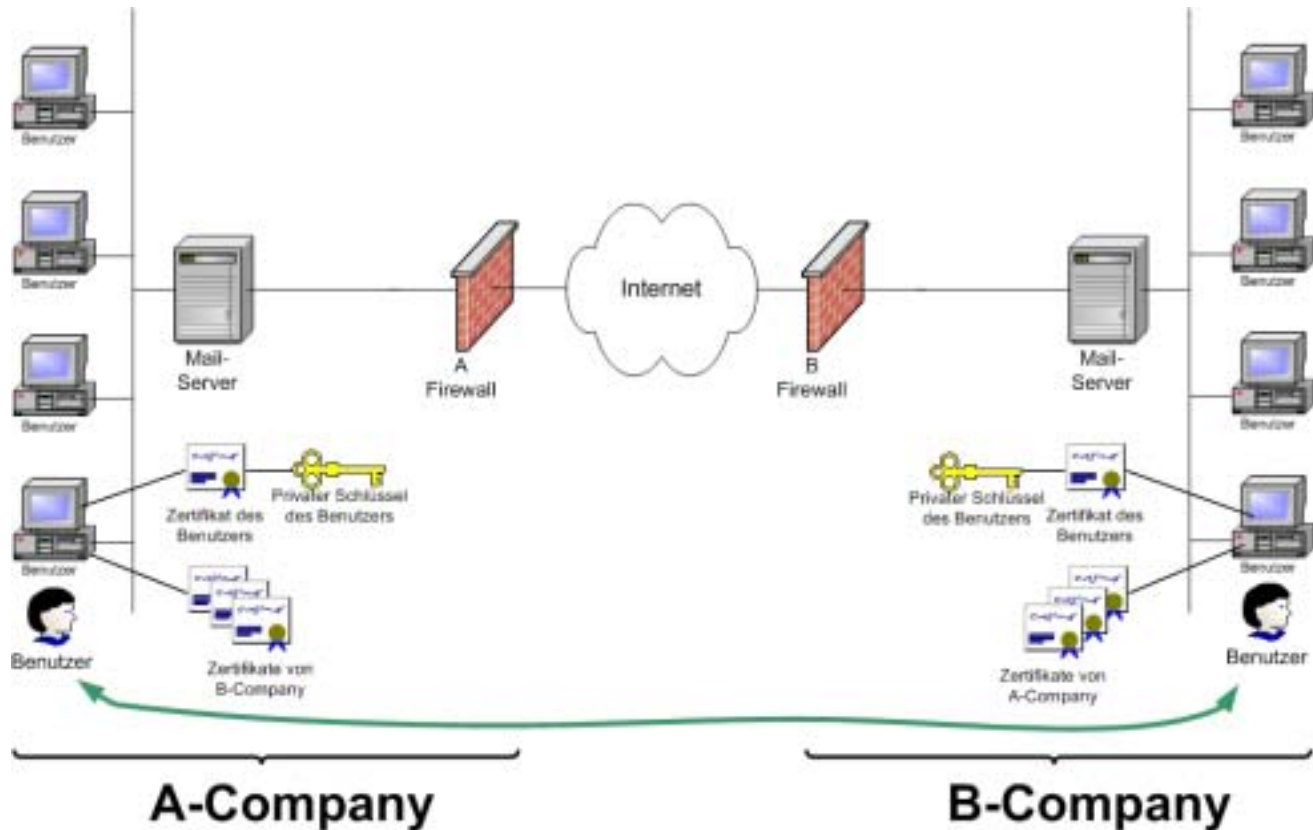 Benutzer
Benutzer
Benutzer
Benutzer
Internet
Mail-
Server
A
Firewall
B
Firewall
Mail-
Server
Benutzer
Benutzer
Privater Schlüssel
des Benutzers
Zertifikat des
Benutzers
Privater Schlüssel
des Benutzers
Zertifikat des
Benutzers
Benutzer
Benutzer
Benutzer
Zertifikate von
B-Company
Zertifikate von
A-Company
Benutzer
A-Company
B-Company